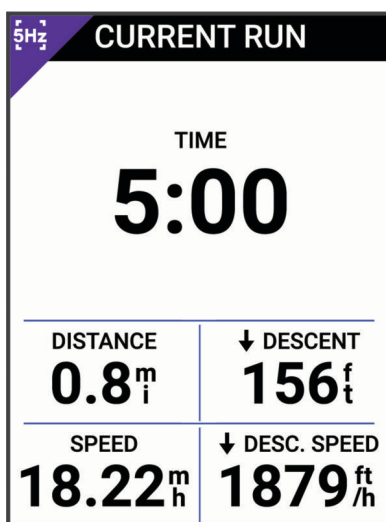 5Hz CURRENT RUN
TIME
5:00
DISTANCE
0.8 mi
↓ DESCENT
156 ft
SPEED
18.22 mh
↓ DESC. SPEED
1879 ft/h